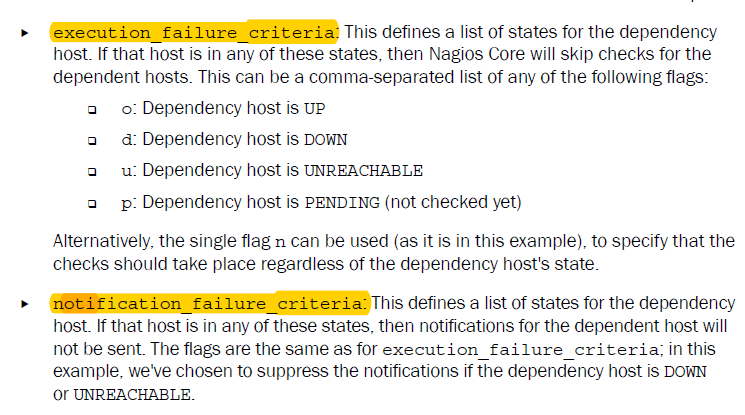 ▶ execution_failure_criteria: This defines a list of states for the dependency
host. If that host is in any of these states, then Nagios Core will skip checks for the
dependent hosts. This can be a comma-separated list of any of the following flags:
❑ o: Dependency host is UP
❑ d: Dependency host is DOWN
❑ u: Dependency host is UNREACHABLE
❑ p: Dependency host is PENDING (not checked yet)
Alternatively, the single flag n can be used (as it is in this example), to specify that the
checks should take place regardless of the dependency host's state.
▶ notification_failure_criteria: This defines a list of states for the dependency
host. If that host is in any of these states, then notifications for the dependent host will
not be sent. The flags are the same as for execution_failure_criteria; in this
example, we've chosen to suppress the notifications if the dependency host is DOWN
or UNREACHABLE.